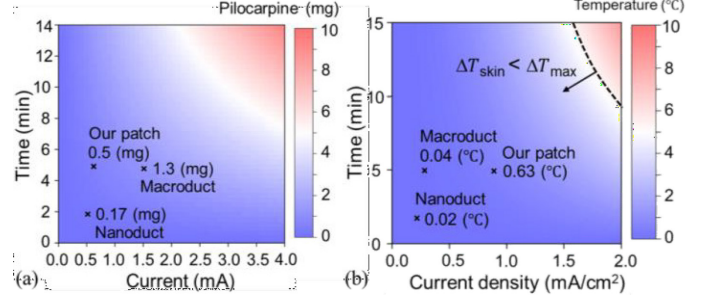 Pilocarpine (mg)
14
12
10
8
6
4
2
0
Time (min)
Our patch
0.5 (mg)
1.3 (mg)
Macroduct
0.17 (mg)
Nanoduct
0.0 0.5 1.0 1.5 2.0 2.5 3.0 3.5 4.0
Current (mA)
10
8
6
4
2
0
(a)
Temperature (℃)
15
10
5
0
Time (min)
ΔTskin < ΔTmax
Macroduct
0.04 (℃)
Our patch
0.63 (℃)
Nanoduct
0.02 (℃)
0.0 0.5 1.0 1.5 2.0
Current density (mA/cm²)
10
8
6
4
2
0
(b)